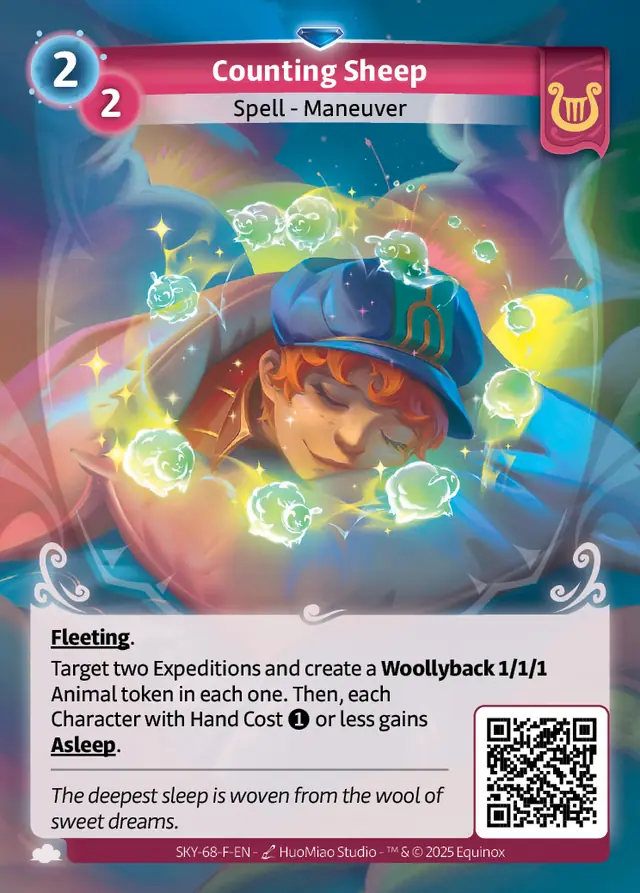 2
Counting Sheep
2
Spell - Maneuver
Fleeting.
Target two Expeditions and create a Woollyback 1/1/1
Animal token in each one. Then, each
Character with Hand Cost 1 or less gains
Asleep.
The deepest sleep is woven from the wool of
sweet dreams.
SKY-68-F-EN - HuoMiao Studio - ™ & © 2025 Equinox